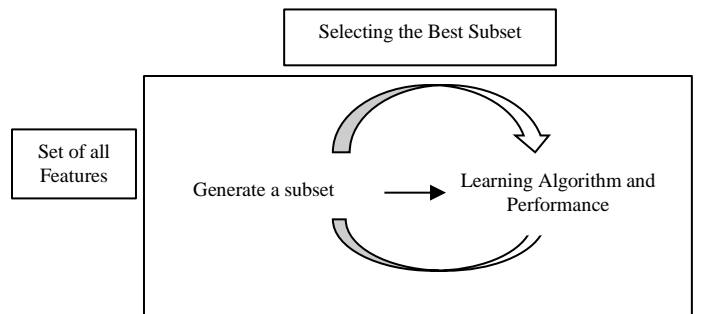 Selecting the Best Subset
Set of all
Features
Generate a subset
Learning Algorithm and
Performance